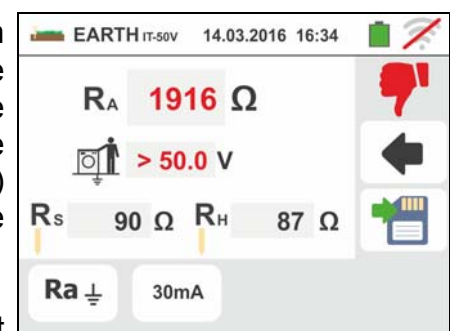 EARTH IT-50V 14.03.2016 16:34
RA 1916 Ω
> 50.0 V
RS 90 Ω RH 87 Ω
Ra 30mA